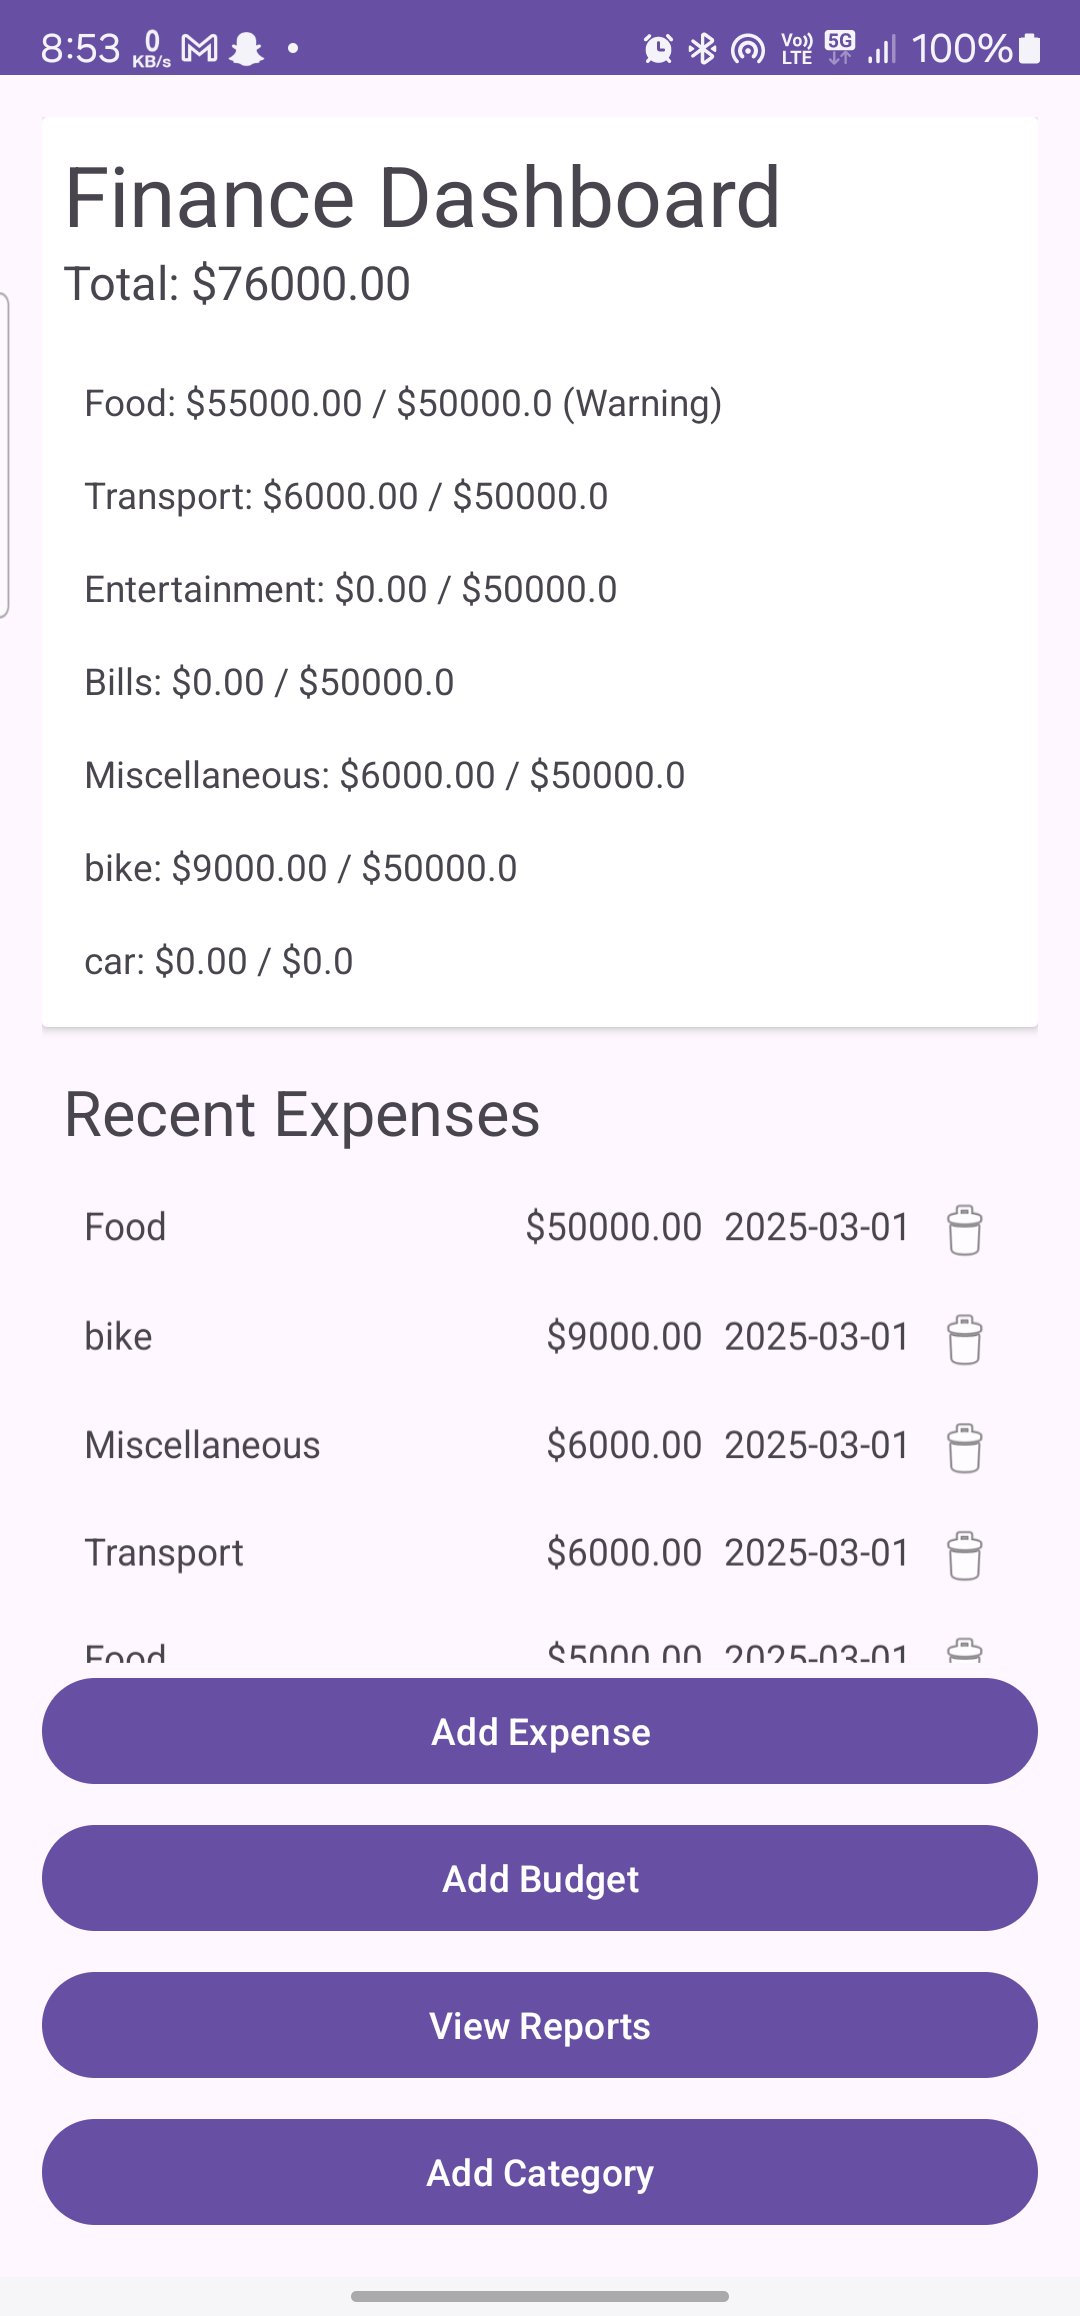 8:53 0 KB/s Vo)) LTE 5G 100%
Finance Dashboard
Total: $76000.00
Food: $55000.00 / $50000.0 (Warning)
Transport: $6000.00 / $50000.0
Entertainment: $0.00 / $50000.0
Bills: $0.00 / $50000.0
Miscellaneous: $6000.00 / $50000.0
bike: $9000.00 / $50000.0
car: $0.00 / $0.0
Recent Expenses
Food $50000.00 2025-03-01
bike $9000.00 2025-03-01
Miscellaneous $6000.00 2025-03-01
Transport $6000.00 2025-03-01
Food $5000.00 2025-03-01
Add Expense
Add Budget
View Reports
Add Category